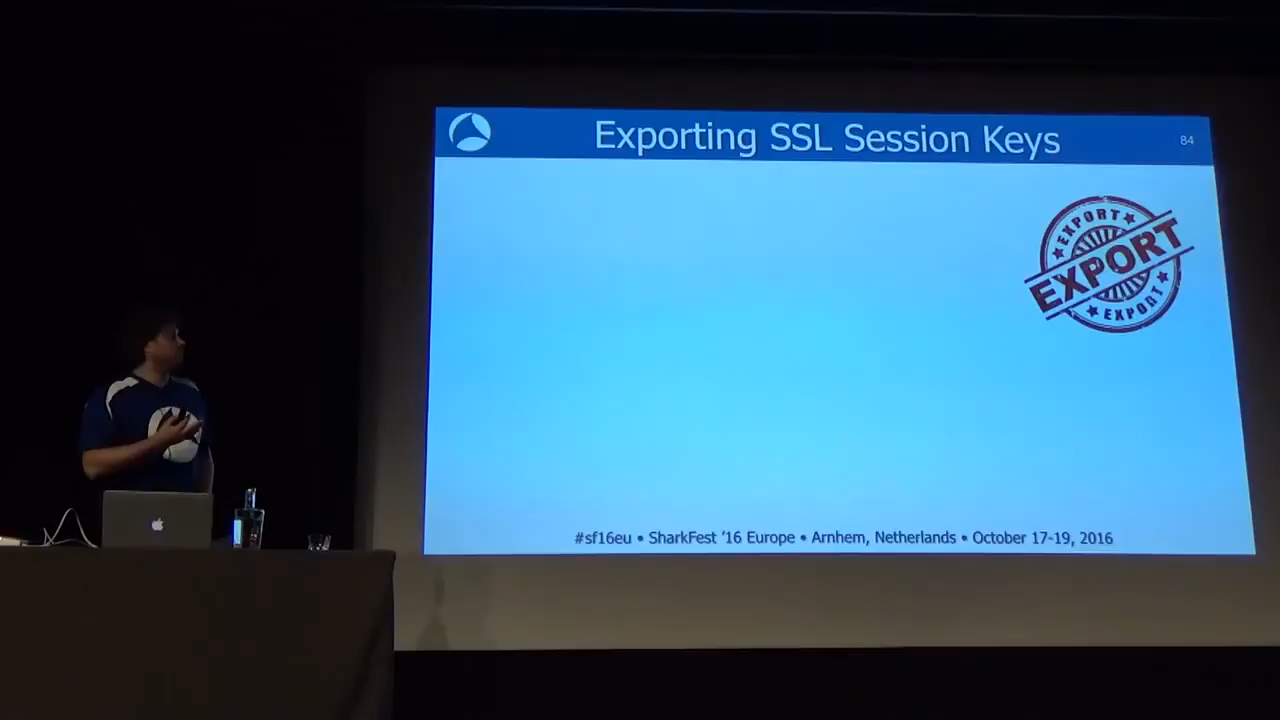 Exporting SSL Session Keys
84
EXPORT
EXPORT
EXPORT
#sf16eu • SharkFest '16 Europe • Arnhem, Netherlands • October 17-19, 2016